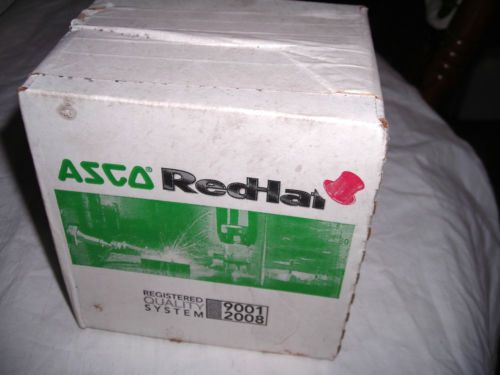 ASCO® RedHat
REGISTERED
QUALITY
SYSTEM
9001
2008